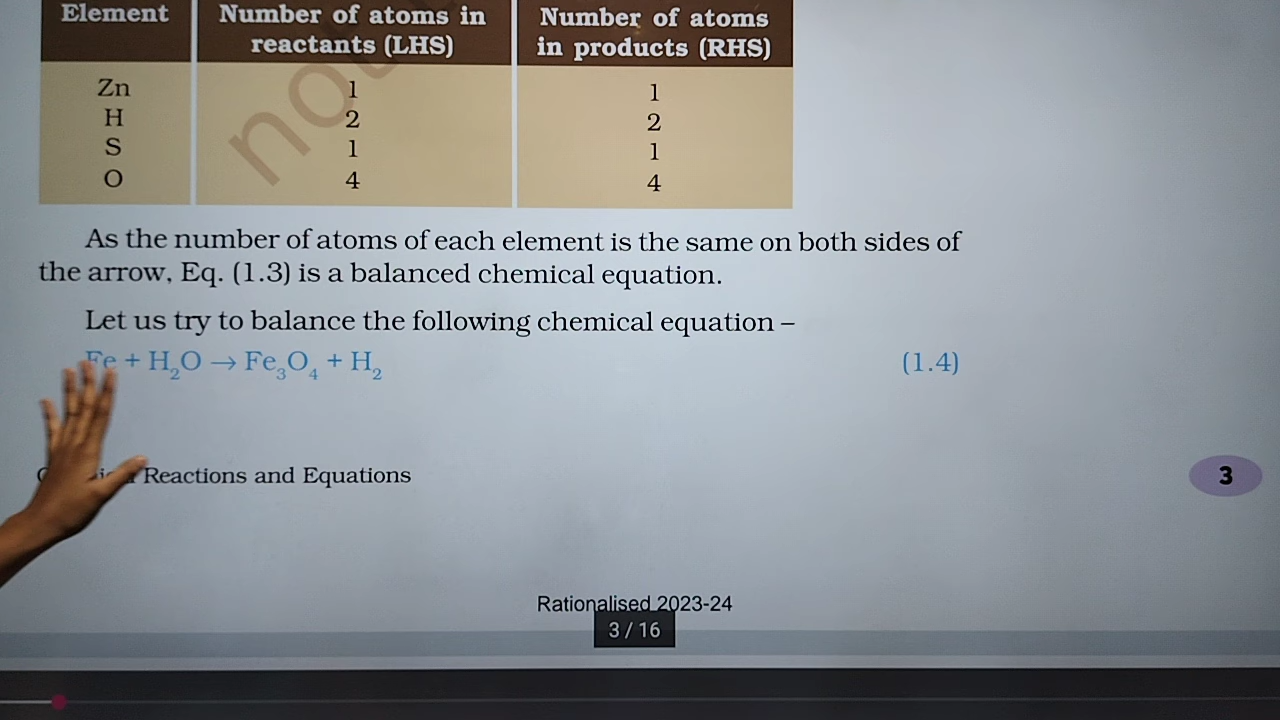 Element Number of atoms in reactants (LHS) Number of atoms in products (RHS)
Zn 1 1
H 2 2
S 1 1
O 4 4
As the number of atoms of each element is the same on both sides of
the arrow, Eq. (1.3) is a balanced chemical equation.
Let us try to balance the following chemical equation –
Fe + H₂O → Fe₃O₄ + H₂ (1.4)
Reactions and Equations 3
Rationalised 2023-24
3 / 16